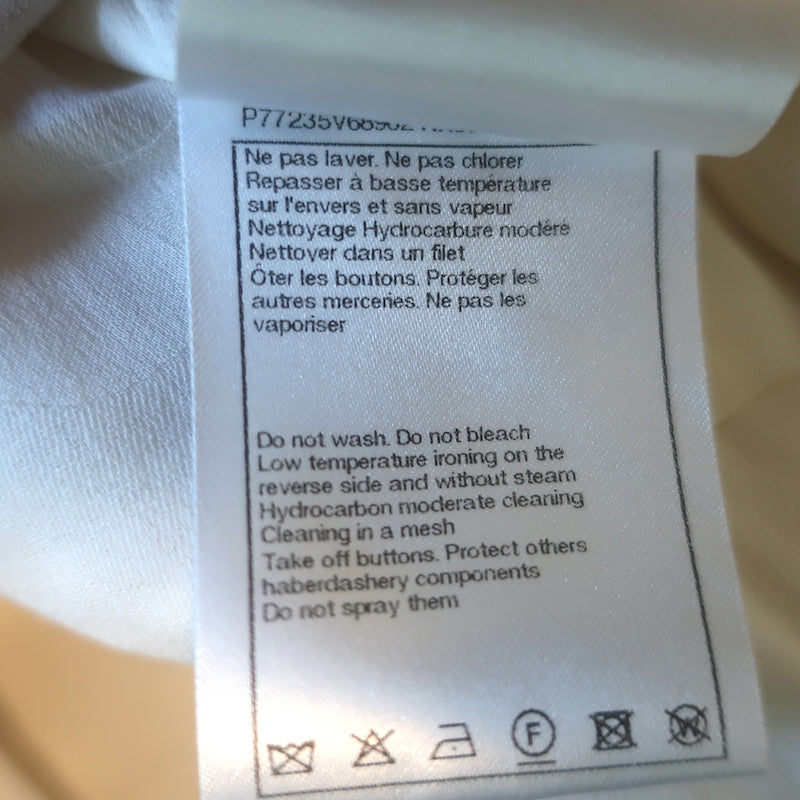 Ne pas laver. Ne pas chlorer
Repasser à basse température
sur l'envers et sans vapeur
Nettoyage Hydrocarbure modéré
Nettoyer dans un filet
Ôter les boutons. Protéger les
autres merceries. Ne pas les
vaporiser
Do not wash. Do not bleach
Low temperature ironing on the
reverse side and without steam
Hydrocarbon moderate cleaning
Cleaning in a mesh
Take off buttons. Protect others
haberdashery components
Do not spray them
F W